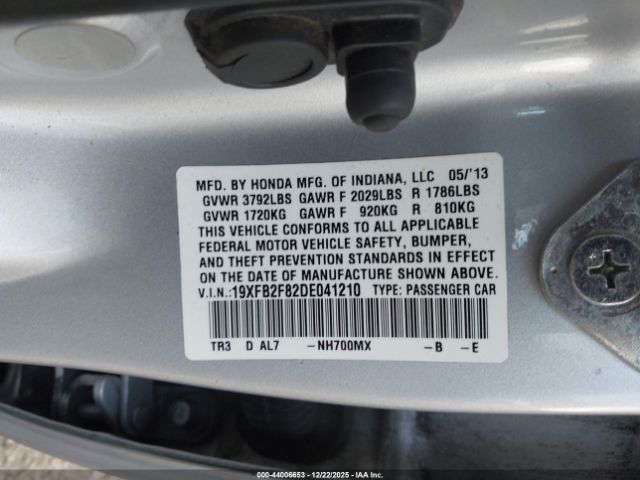 MFD. BY HONDA MFG. OF INDIANA, LLC 05/'13
GVWR 3792LBS GAWR F 2029LBS R 1786LBS
GVWR 1720KG GAWR F 920KG R 810KG
THIS VEHICLE CONFORMS TO ALL APPLICABLE
FEDERAL MOTOR VEHICLE SAFETY, BUMPER,
AND THEFT PREVENTION STANDARDS IN EFFECT
ON THE DATE OF MANUFACTURE SHOWN ABOVE.
V.I.N.:19XFB2F82DE041210 TYPE: PASSENGER CAR
TR3 D AL7 -NH700MX -B -E
000-44006653 - 12/22/2025 - IAA Inc.